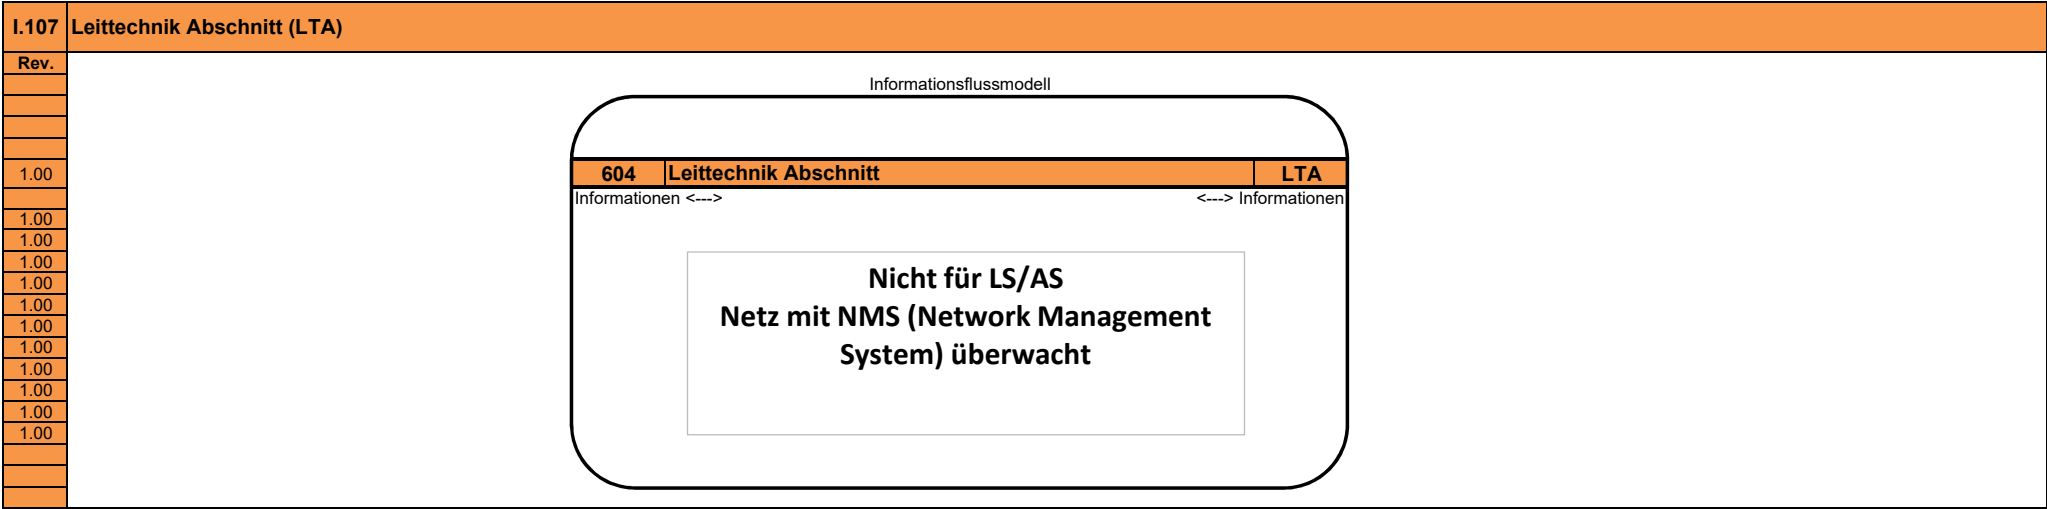 I.107 Leittechnik Abschnitt (LTA)
Rev.
Informationsflussmodell
1.00 604 Leittechnik Abschnitt LTA
Informationen <---> <---> Informationen
1.00
1.00
1.00
Nicht für LS/AS
1.00
1.00
Netz mit NMS (Network Management
1.00
1.00
System) überwacht
1.00
1.00
1.00
1.00